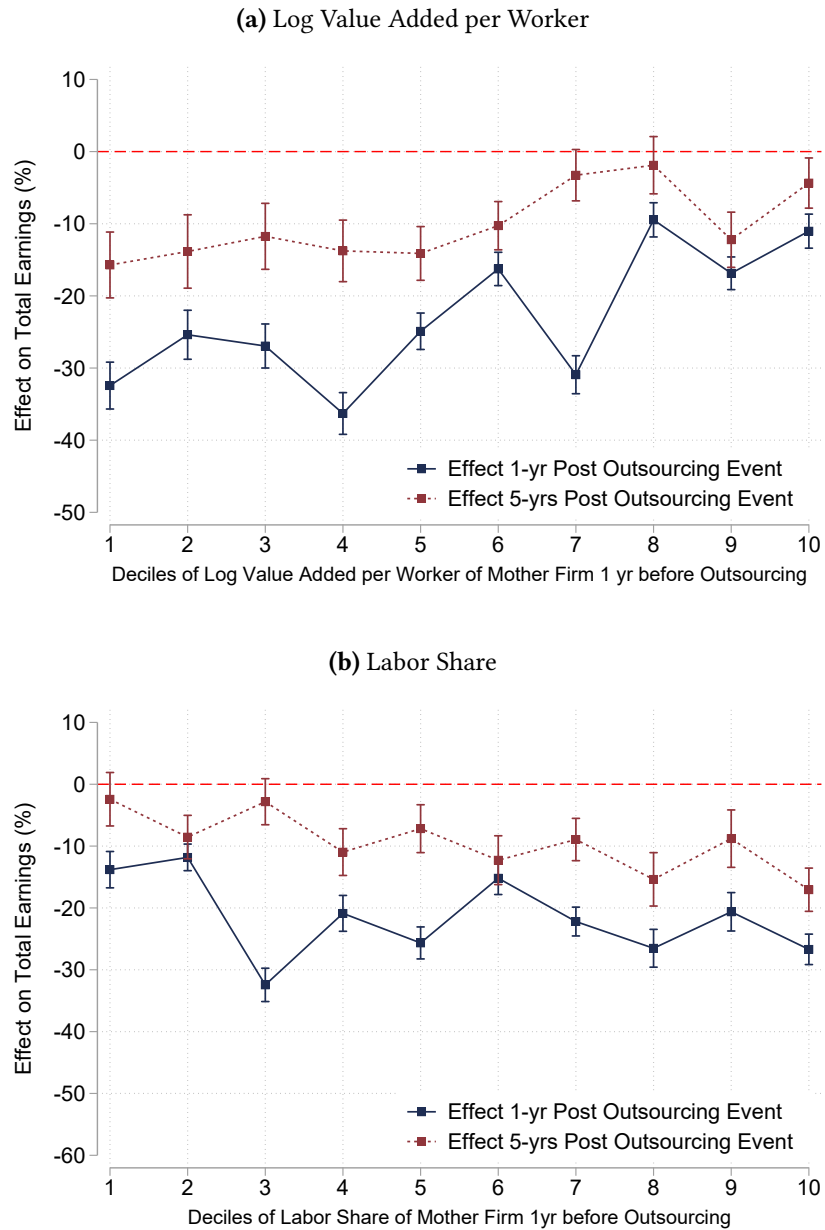 (a) Log Value Added per Worker
10
0
-10
-20
-30
-40
-50
Effect on Total Earnings (%)
Effect 1-yr Post Outsourcing Event
Effect 5-yrs Post Outsourcing Event
1 2 3 4 5 6 7 8 9 10
Deciles of Log Value Added per Worker of Mother Firm 1 yr before Outsourcing
(b) Labor Share
10
0
-10
-20
-30
-40
-50
-60
Effect on Total Earnings (%)
Effect 1-yr Post Outsourcing Event
Effect 5-yrs Post Outsourcing Event
1 2 3 4 5 6 7 8 9 10
Deciles of Labor Share of Mother Firm 1yr before Outsourcing